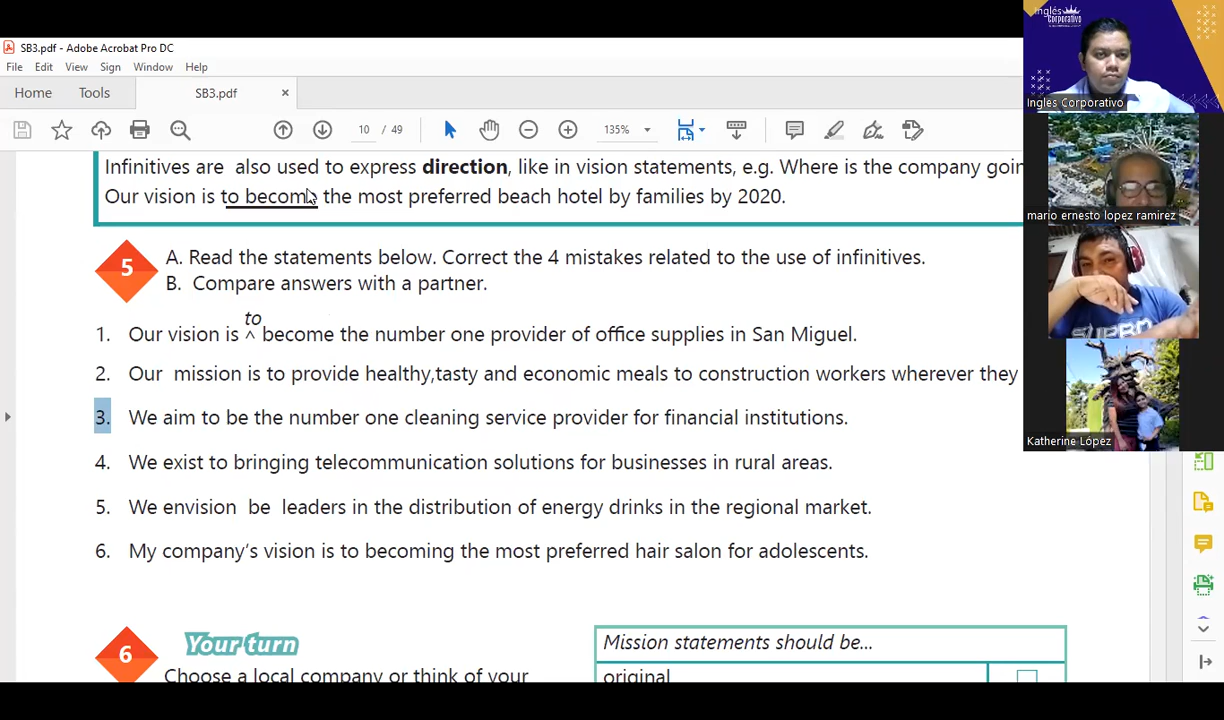 SB3.pdf - Adobe Acrobat Pro DC
File Edit View Sign Window Help
Home Tools SB3.pdf ×
10 / 49 135%
Infinitives are also used to express direction, like in vision statements, e.g. Where is the company goin
Our vision is to become the most preferred beach hotel by families by 2020.
5
A. Read the statements below. Correct the 4 mistakes related to the use of infinitives.
B. Compare answers with a partner.
to
1. Our vision is ^ become the number one provider of office supplies in San Miguel.
2. Our mission is to provide healthy,tasty and economic meals to construction workers wherever they
3. We aim to be the number one cleaning service provider for financial institutions.
4. We exist to bringing telecommunication solutions for businesses in rural areas.
5. We envision be leaders in the distribution of energy drinks in the regional market.
6. My company's vision is to becoming the most preferred hair salon for adolescents.
6
Your turn
Choose a local company or think of your
Mission statements should be...
original
Inglés
Corporativo
Inglés Corporativo
mario ernesto lopez ramirez
SUPRO
Katherine López